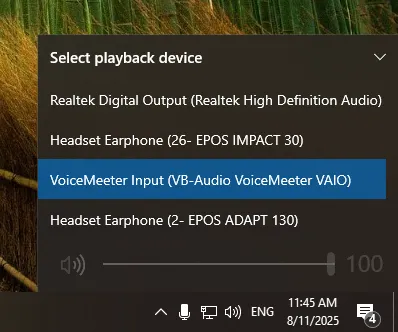 Select playback device
Realtek Digital Output (Realtek High Definition Audio)
Headset Earphone (26- EPOS IMPACT 30)
VoiceMeeter Input (VB-Audio VoiceMeeter VAIO)
Headset Earphone (2- EPOS ADAPT 130)
100
ENG
11:45 AM
8/11/2025
4